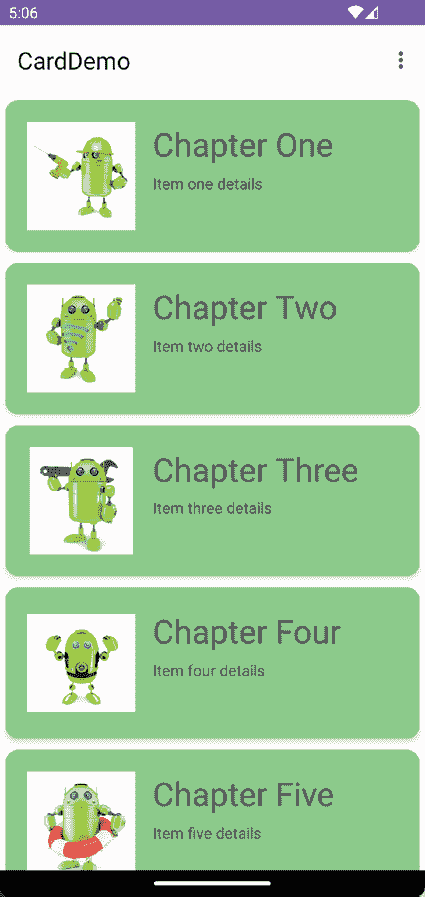 5:06
CardDemo
Chapter One
Item one details
Chapter Two
Item two details
Chapter Three
Item three details
Chapter Four
Item four details
Chapter Five
Item five details